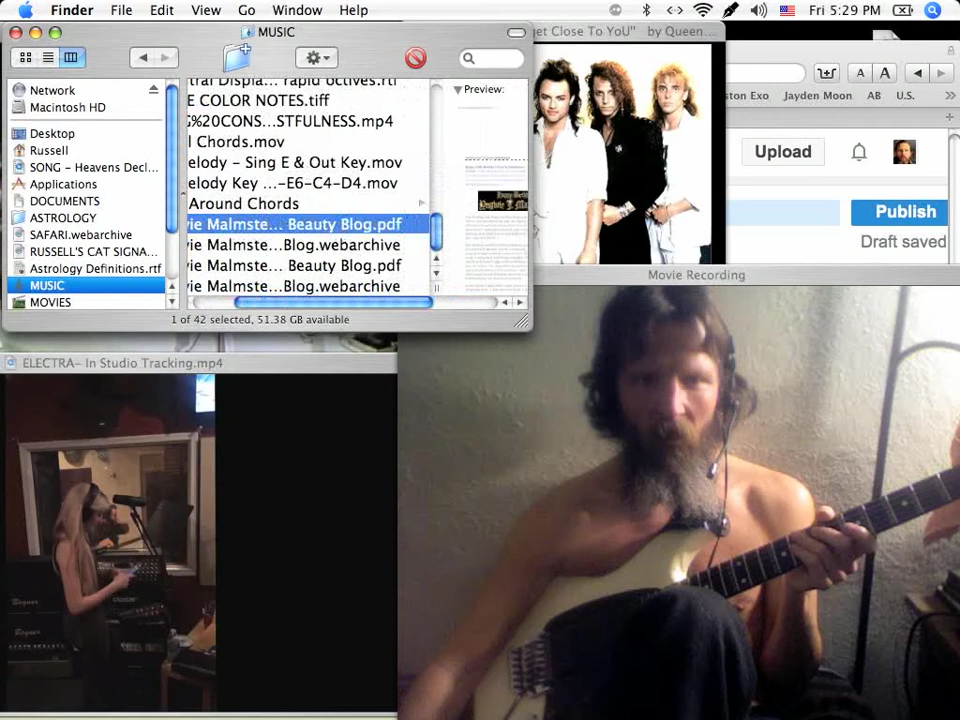 Finder File Edit View Go Window Help Fri 5:29 PM
MUSIC
get Close To YoU" by Queen...
Network
Macintosh HD
Desktop
Russell
SONG - Heavens Decl...
Applications
DOCUMENTS
ASTROLOGY
SAFARI.webarchive
RUSSELL'S CAT SIGNA...
Astrology Definitions.rtf
MUSIC
MOVIES
tral Displa... rapid octives.rtf
E COLOR NOTES.tiff
%20CONS...STFULNESS.mp4
l Chords.mov
elody - Sing E & Out Key.mov
elody Key ...-E6-C4-D4.mov
Around Chords
vie Malmste... Beauty Blog.pdf
vie Malmste...Blog.webarchive
vie Malmste... Beauty Blog.pdf
vie Malmste...Blog.webarchive
Preview:
1 of 42 selected, 51.38 GB available
A A
ston Exo Jayden Moon AB U.S. >>
Upload
Publish
Draft saved
Movie Recording
ELECTRA- In Studio Tracking.mp4
Bogner
Bogner